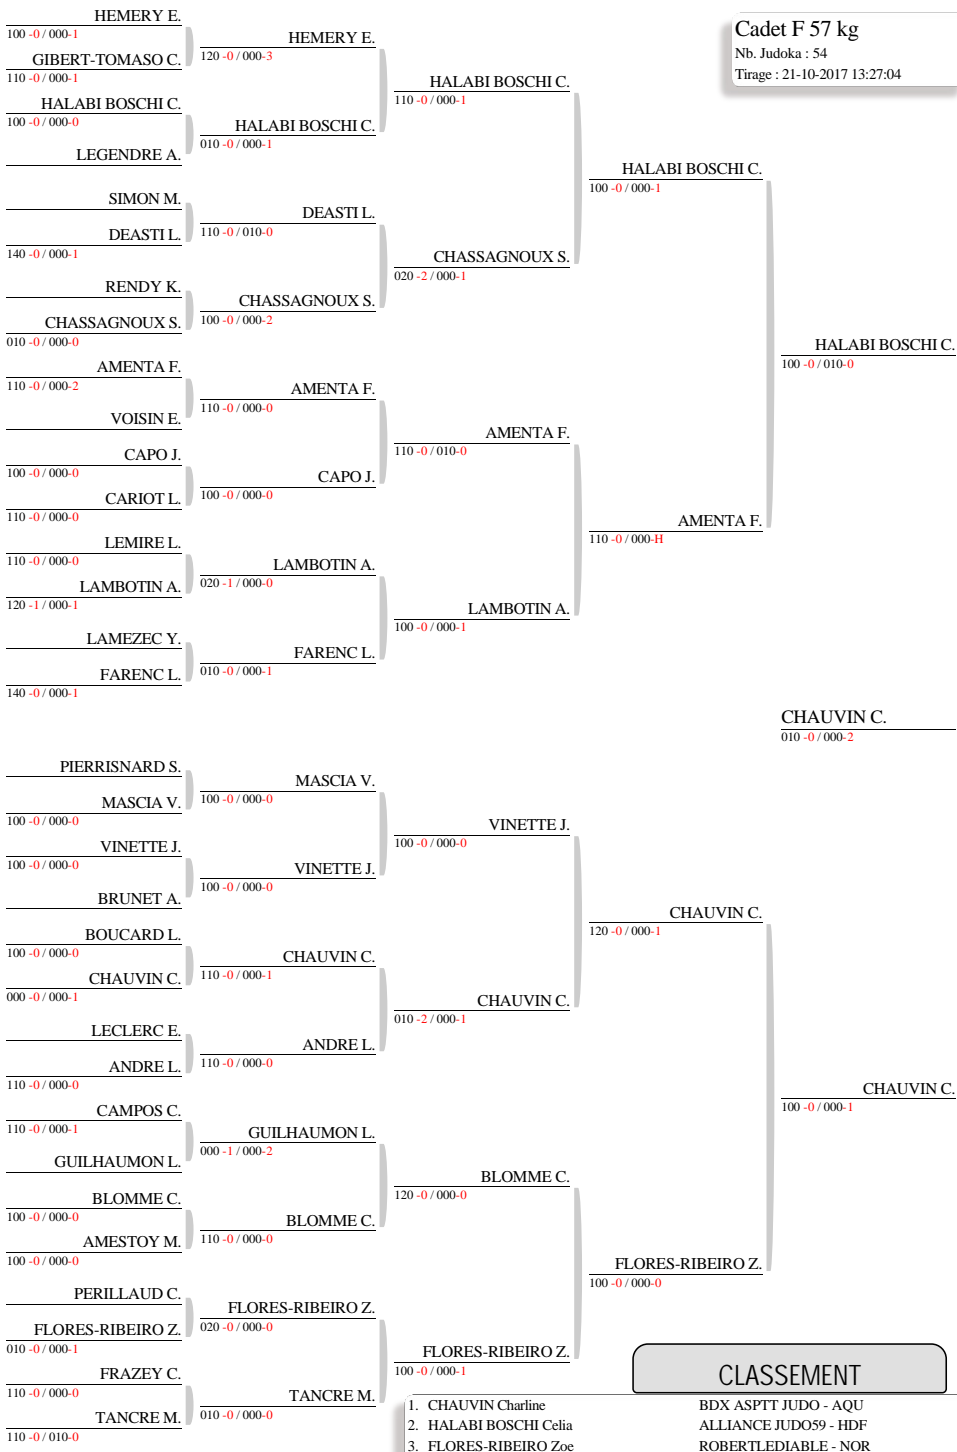 Cadet F 57 kg
Nb. Judoka : 54
Tirage : 21-10-2017 13:27:04
HEMERY E.
100 -0 / 000-1
GIBERT-TOMASO C.
110 -0 / 000-1
HALABI BOSCHI C.
100 -0 / 000-0
LEGENDRE A.
SIMON M.
DEASTI L.
140 -0 / 000-1
RENDY K.
CHASSAGNOUX S.
010 -0 / 000-0
AMENTA F.
110 -0 / 000-2
VOISIN E.
CAPO J.
100 -0 / 000-0
CARIOT L.
110 -0 / 000-0
LEMIRE L.
110 -0 / 000-0
LAMBOTIN A.
120 -1 / 000-1
LAMEZEC Y.
FARENC L.
140 -0 / 000-1
PIERRISNARD S.
MASCIA V.
100 -0 / 000-0
VINETTE J.
100 -0 / 000-0
BRUNET A.
BOUCARD L.
100 -0 / 000-0
CHAUVIN C.
000 -0 / 000-1
LECLERC E.
ANDRE L.
110 -0 / 000-0
CAMPOS C.
110 -0 / 000-1
GUILHAUMON L.
BLOMME C.
100 -0 / 000-0
AMESTOY M.
100 -0 / 000-0
PERILLAUD C.
FLORES-RIBEIRO Z.
010 -0 / 000-1
FRAZEY C.
110 -0 / 000-0
TANCRE M.
110 -0 / 010-0
HEMERY E.
120 -0 / 000-3
HALABI BOSCHI C.
010 -0 / 000-1
DEASTI L.
110 -0 / 010-0
CHASSAGNOUX S.
100 -0 / 000-2
AMENTA F.
110 -0 / 000-0
CAPO J.
100 -0 / 000-0
LAMBOTIN A.
020 -1 / 000-0
FARENC L.
010 -0 / 000-1
MASCIA V.
100 -0 / 000-0
VINETTE J.
100 -0 / 000-0
CHAUVIN C.
110 -0 / 000-1
ANDRE L.
110 -0 / 000-0
GUILHAUMON L.
000 -1 / 000-2
BLOMME C.
110 -0 / 000-0
FLORES-RIBEIRO Z.
020 -0 / 000-0
TANCRE M.
010 -0 / 000-0
HALABI BOSCHI C.
110 -0 / 000-1
CHASSAGNOUX S.
020 -2 / 000-1
AMENTA F.
110 -0 / 010-0
LAMBOTIN A.
100 -0 / 000-1
VINETTE J.
100 -0 / 000-0
CHAUVIN C.
010 -2 / 000-1
BLOMME C.
120 -0 / 000-0
FLORES-RIBEIRO Z.
100 -0 / 000-1
HALABI BOSCHI C.
100 -0 / 000-1
AMENTA F.
110 -0 / 000-H
CHAUVIN C.
120 -0 / 000-1
FLORES-RIBEIRO Z.
100 -0 / 000-0
HALABI BOSCHI C.
100 -0 / 010-0
CHAUVIN C.
010 -0 / 000-2
CHAUVIN C.
100 -0 / 000-1
CLASSEMENT
1. CHAUVIN Charline BDX ASPTT JUDO - AQU
2. HALABI BOSCHI Celia ALLIANCE JUDO59 - HDF
3. FLORES-RIBEIRO Zoe ROBERTLEDIABLE - NOR